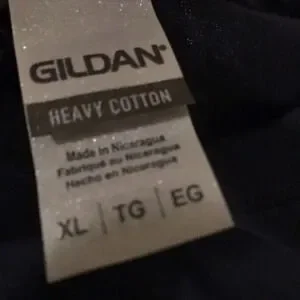 GILDAN®
HEAVY COTTON
Made in Nicaragua
Fabriqué au Nicaragua
Hecho en Nicaragua
XL | TG | EG